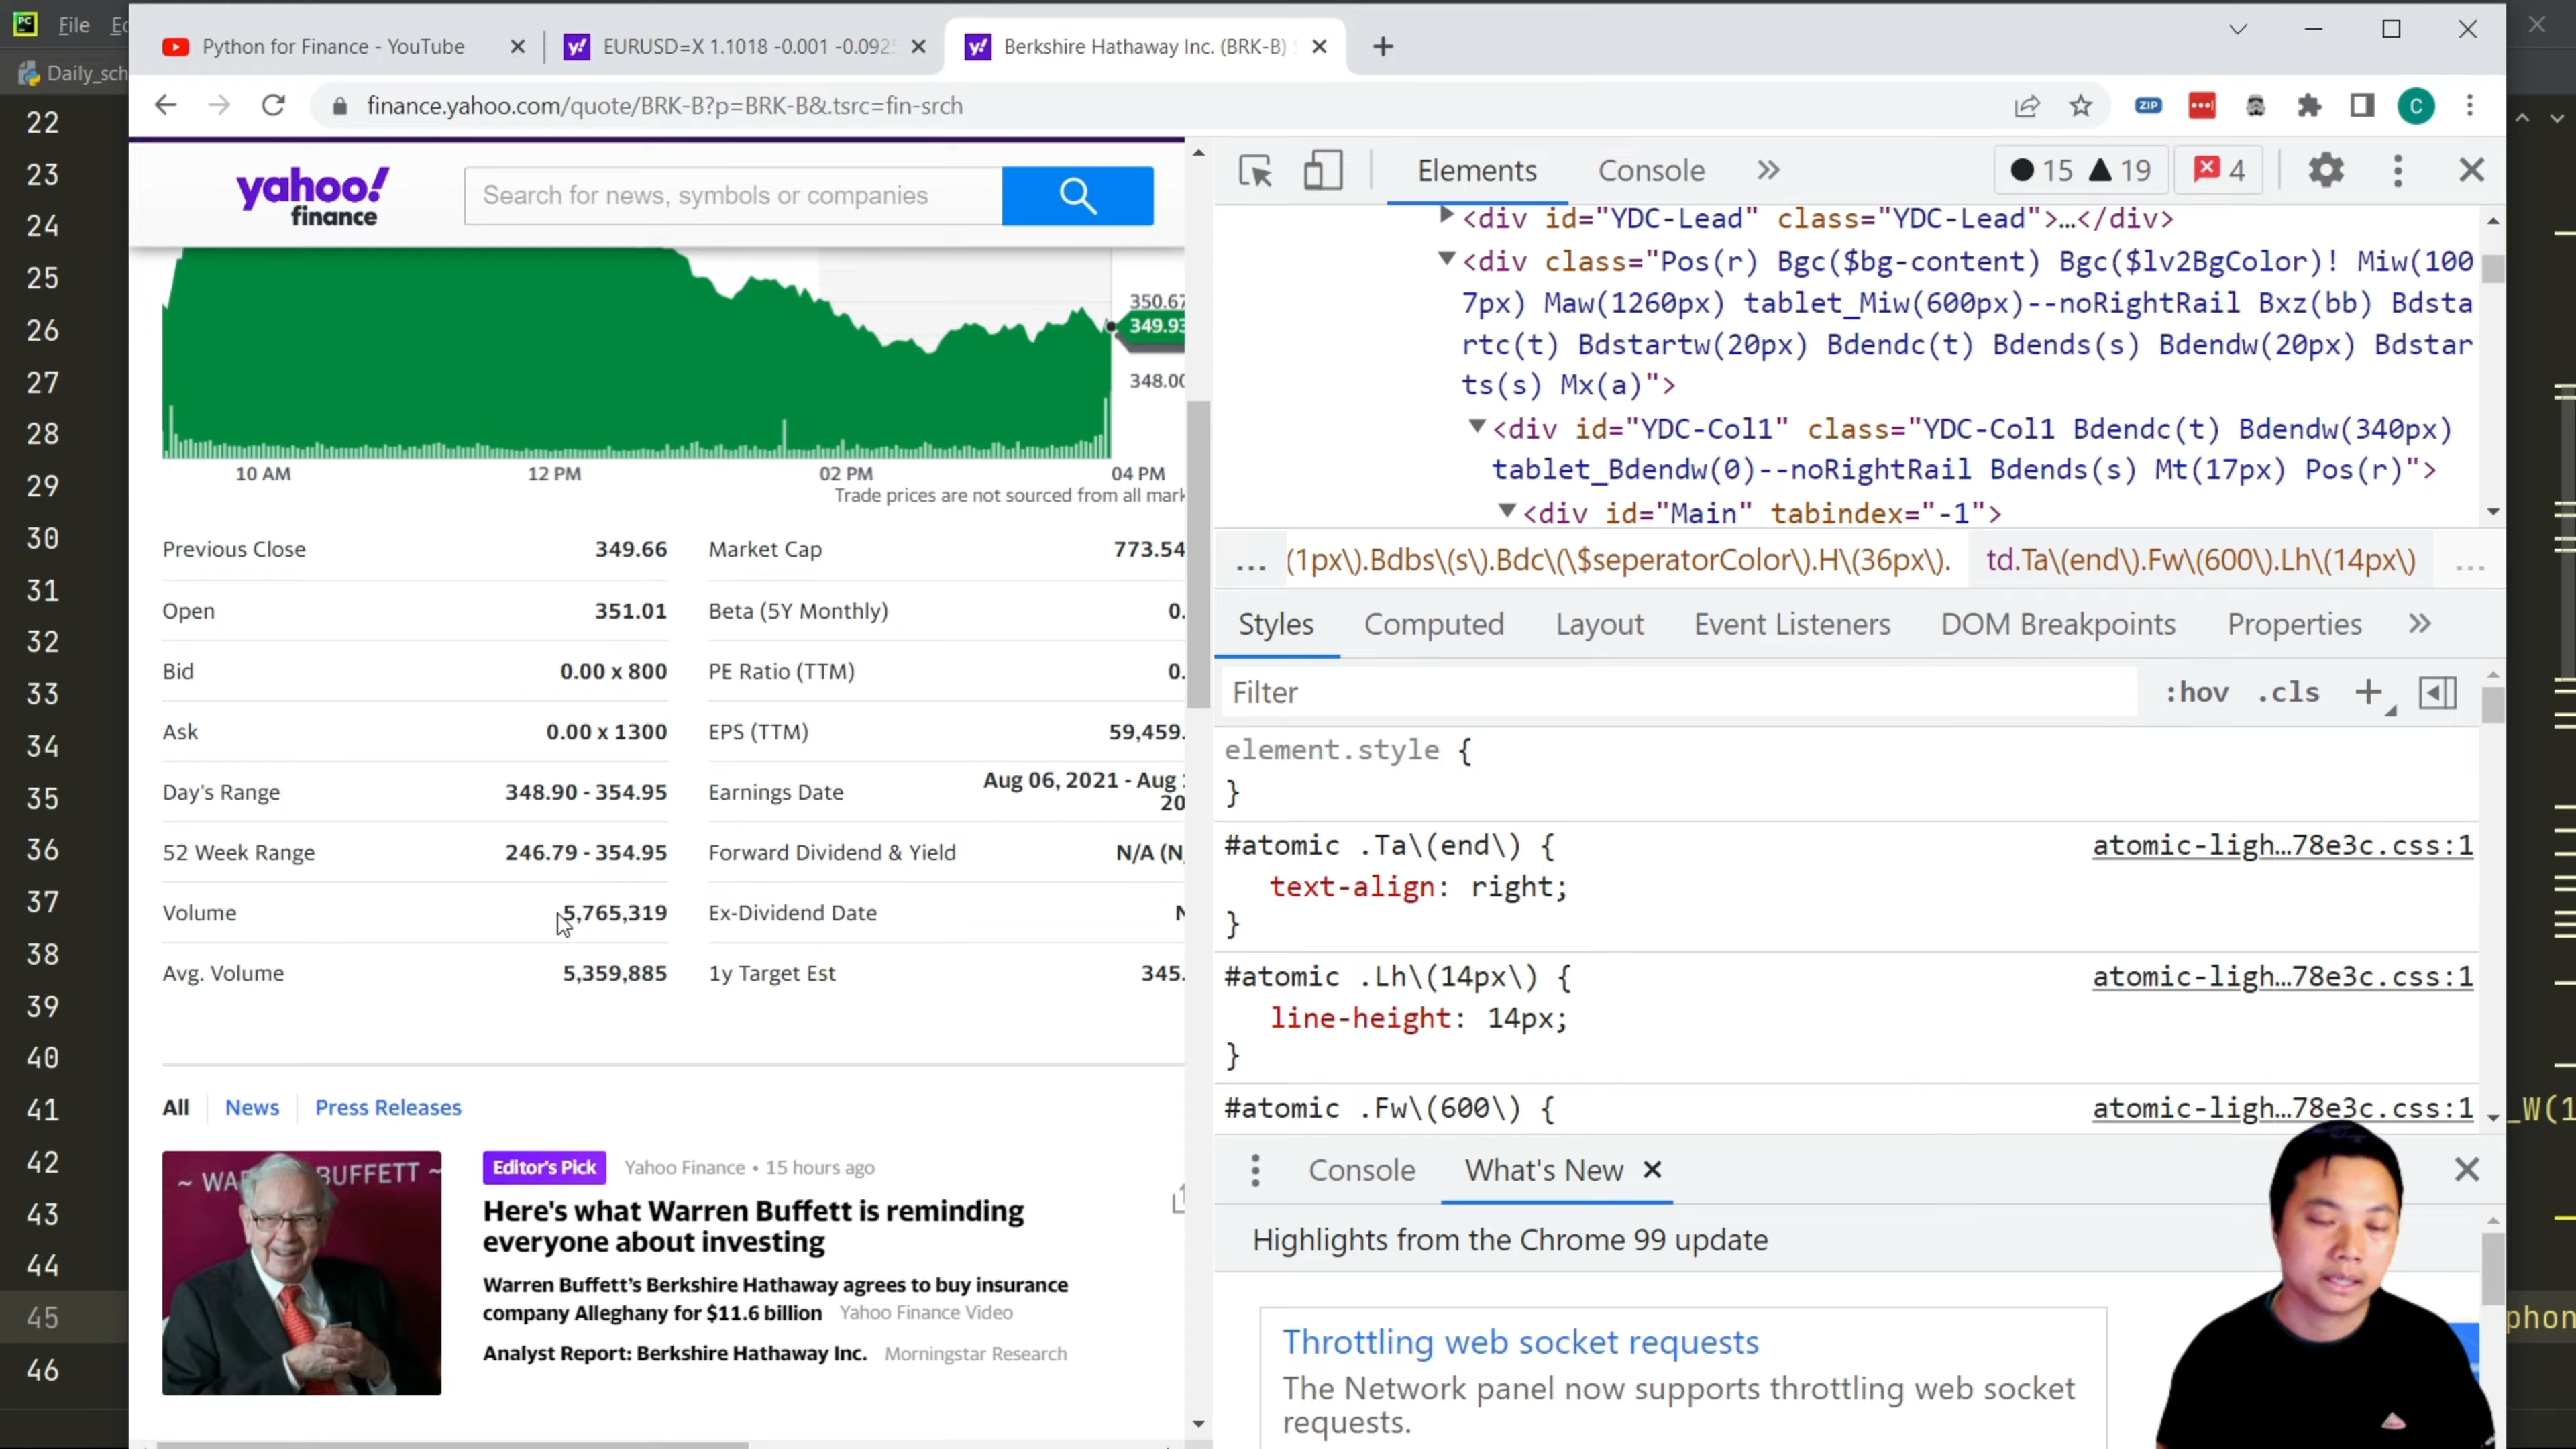 File
Python for Finance - YouTube
EURUSD=X 1.1018 -0.001 -0.092
Berkshire Hathaway Inc. (BRK-B)
Daily_sch
finance.yahoo.com/quote/BRK-B?p=BRK-B&.tsrc=fin-srch
ZIP
C
yahoo!
finance
Search for news, symbols or companies
350.67
349.93
348.00
10 AM
12 PM
02 PM
04 PM
Trade prices are not sourced from all mark
Previous Close 349.66
Market Cap 773.54
Open 351.01
Beta (5Y Monthly) 0.
Bid 0.00 x 800
PE Ratio (TTM) 0.
Ask 0.00 x 1300
EPS (TTM) 59,459.
Day's Range 348.90 - 354.95
Earnings Date Aug 06, 2021 - Aug
20
52 Week Range 246.79 - 354.95
Forward Dividend & Yield N/A (N
Volume 5,765,319
Ex-Dividend Date N
Avg. Volume 5,359,885
1y Target Est 345.
All
News
Press Releases
~ WA BUFFETT ~
Editor's Pick
Yahoo Finance • 15 hours ago
Here's what Warren Buffett is reminding
everyone about investing
Warren Buffett's Berkshire Hathaway agrees to buy insurance
company Alleghany for $11.6 billion Yahoo Finance Video
Analyst Report: Berkshire Hathaway Inc. Morningstar Research
Elements
Console
15
19
4
<div id="YDC-Lead" class="YDC-Lead">…</div>
<div class="Pos(r) Bgc($bg-content) Bgc($lv2BgColor)! Miw(100
7px) Maw(1260px) tablet_Miw(600px)--noRightRail Bxz(bb) Bdsta
rtc(t) Bdstartw(20px) Bdendc(t) Bdends(s) Bdendw(20px) Bdstar
ts(s) Mx(a)">
<div id="YDC-Col1" class="YDC-Col1 Bdendc(t) Bdendw(340px)
tablet_Bdendw(0)--noRightRail Bdends(s) Mt(17px) Pos(r)">
<div id="Main" tabindex="-1">
... (1px\).Bdbs\(s\).Bdc\(\$seperatorColor\).H\(36px\). td.Ta\(end\).Fw\(600\).Lh\(14px\) ...
Styles
Computed
Layout
Event Listeners
DOM Breakpoints
Properties
Filter
:hov
.cls
element.style {
}
#atomic .Ta\(end\) {
atomic-ligh…78e3c.css:1
text-align: right;
}
#atomic .Lh\(14px\) {
atomic-ligh…78e3c.css:1
line-height: 14px;
}
#atomic .Fw\(600\) {
atomic-ligh…78e3c.css:1
Console
What's New
Highlights from the Chrome 99 update
Throttling web socket requests
The Network panel now supports throttling web socket
requests.
22
23
24
25
26
27
28
29
30
31
32
33
34
35
36
37
38
39
40
41
42
43
44
45
46
_W(1
phon